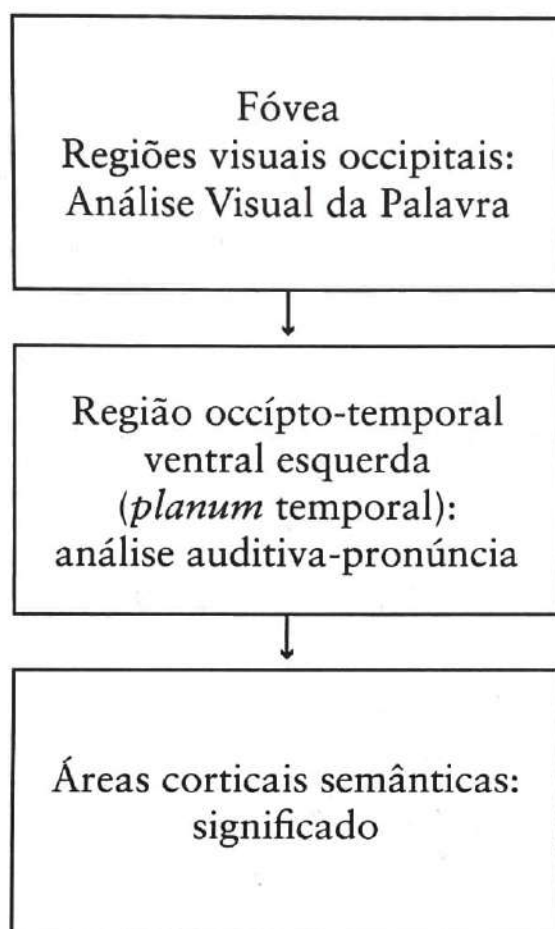 Fóvea
Regiões visuais occipitais:
Análise Visual da Palavra
Região occípto-temporal
ventral esquerda
(planum temporal):
análise auditiva-pronúncia
Áreas corticais semânticas:
significado